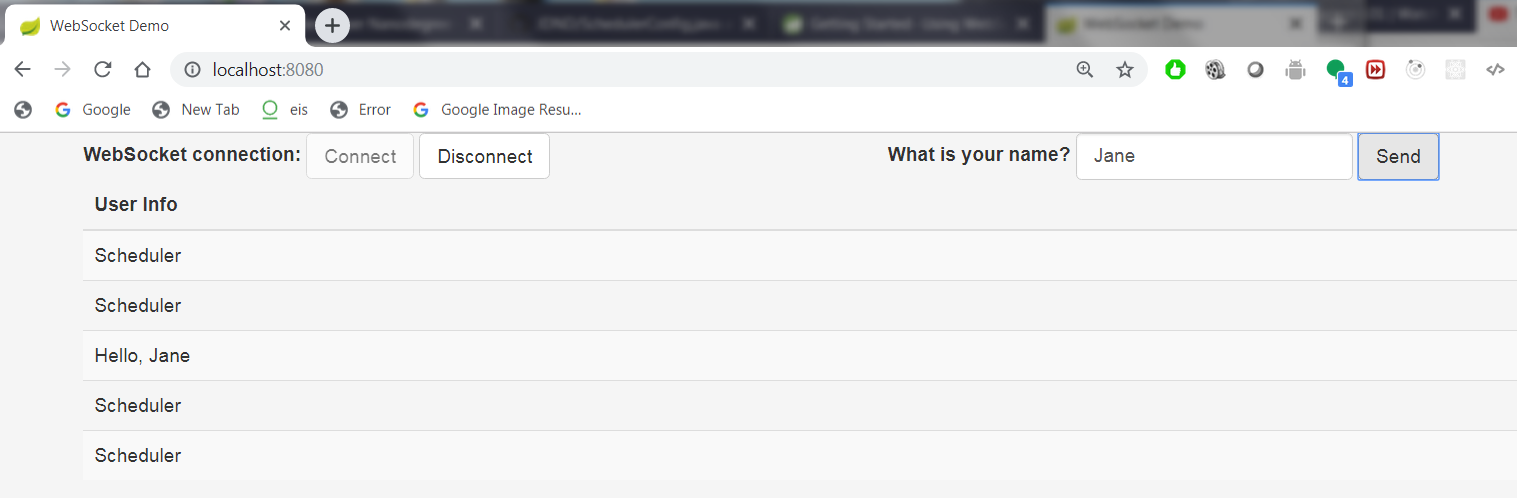 WebSocket Demo
localhost:8080
4
Google New Tab eis Error Google Image Resu...
WebSocket connection: Connect Disconnect What is your name? Jane Send
User Info
Scheduler
Scheduler
Hello, Jane
Scheduler
Scheduler